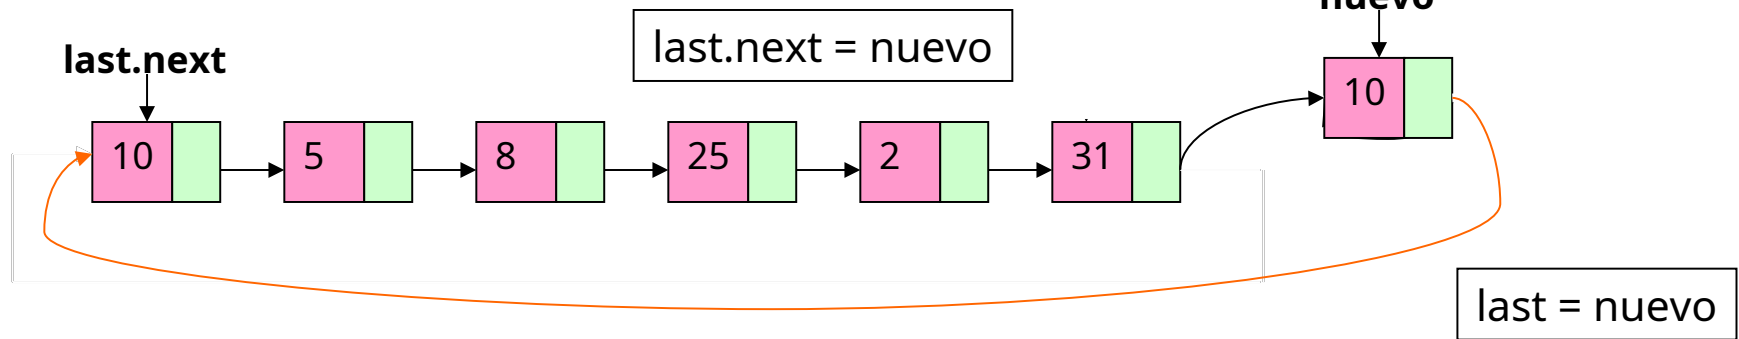 nuevo
last.next = nuevo
last.next
10
10 5 8 25 2 31
last = nuevo